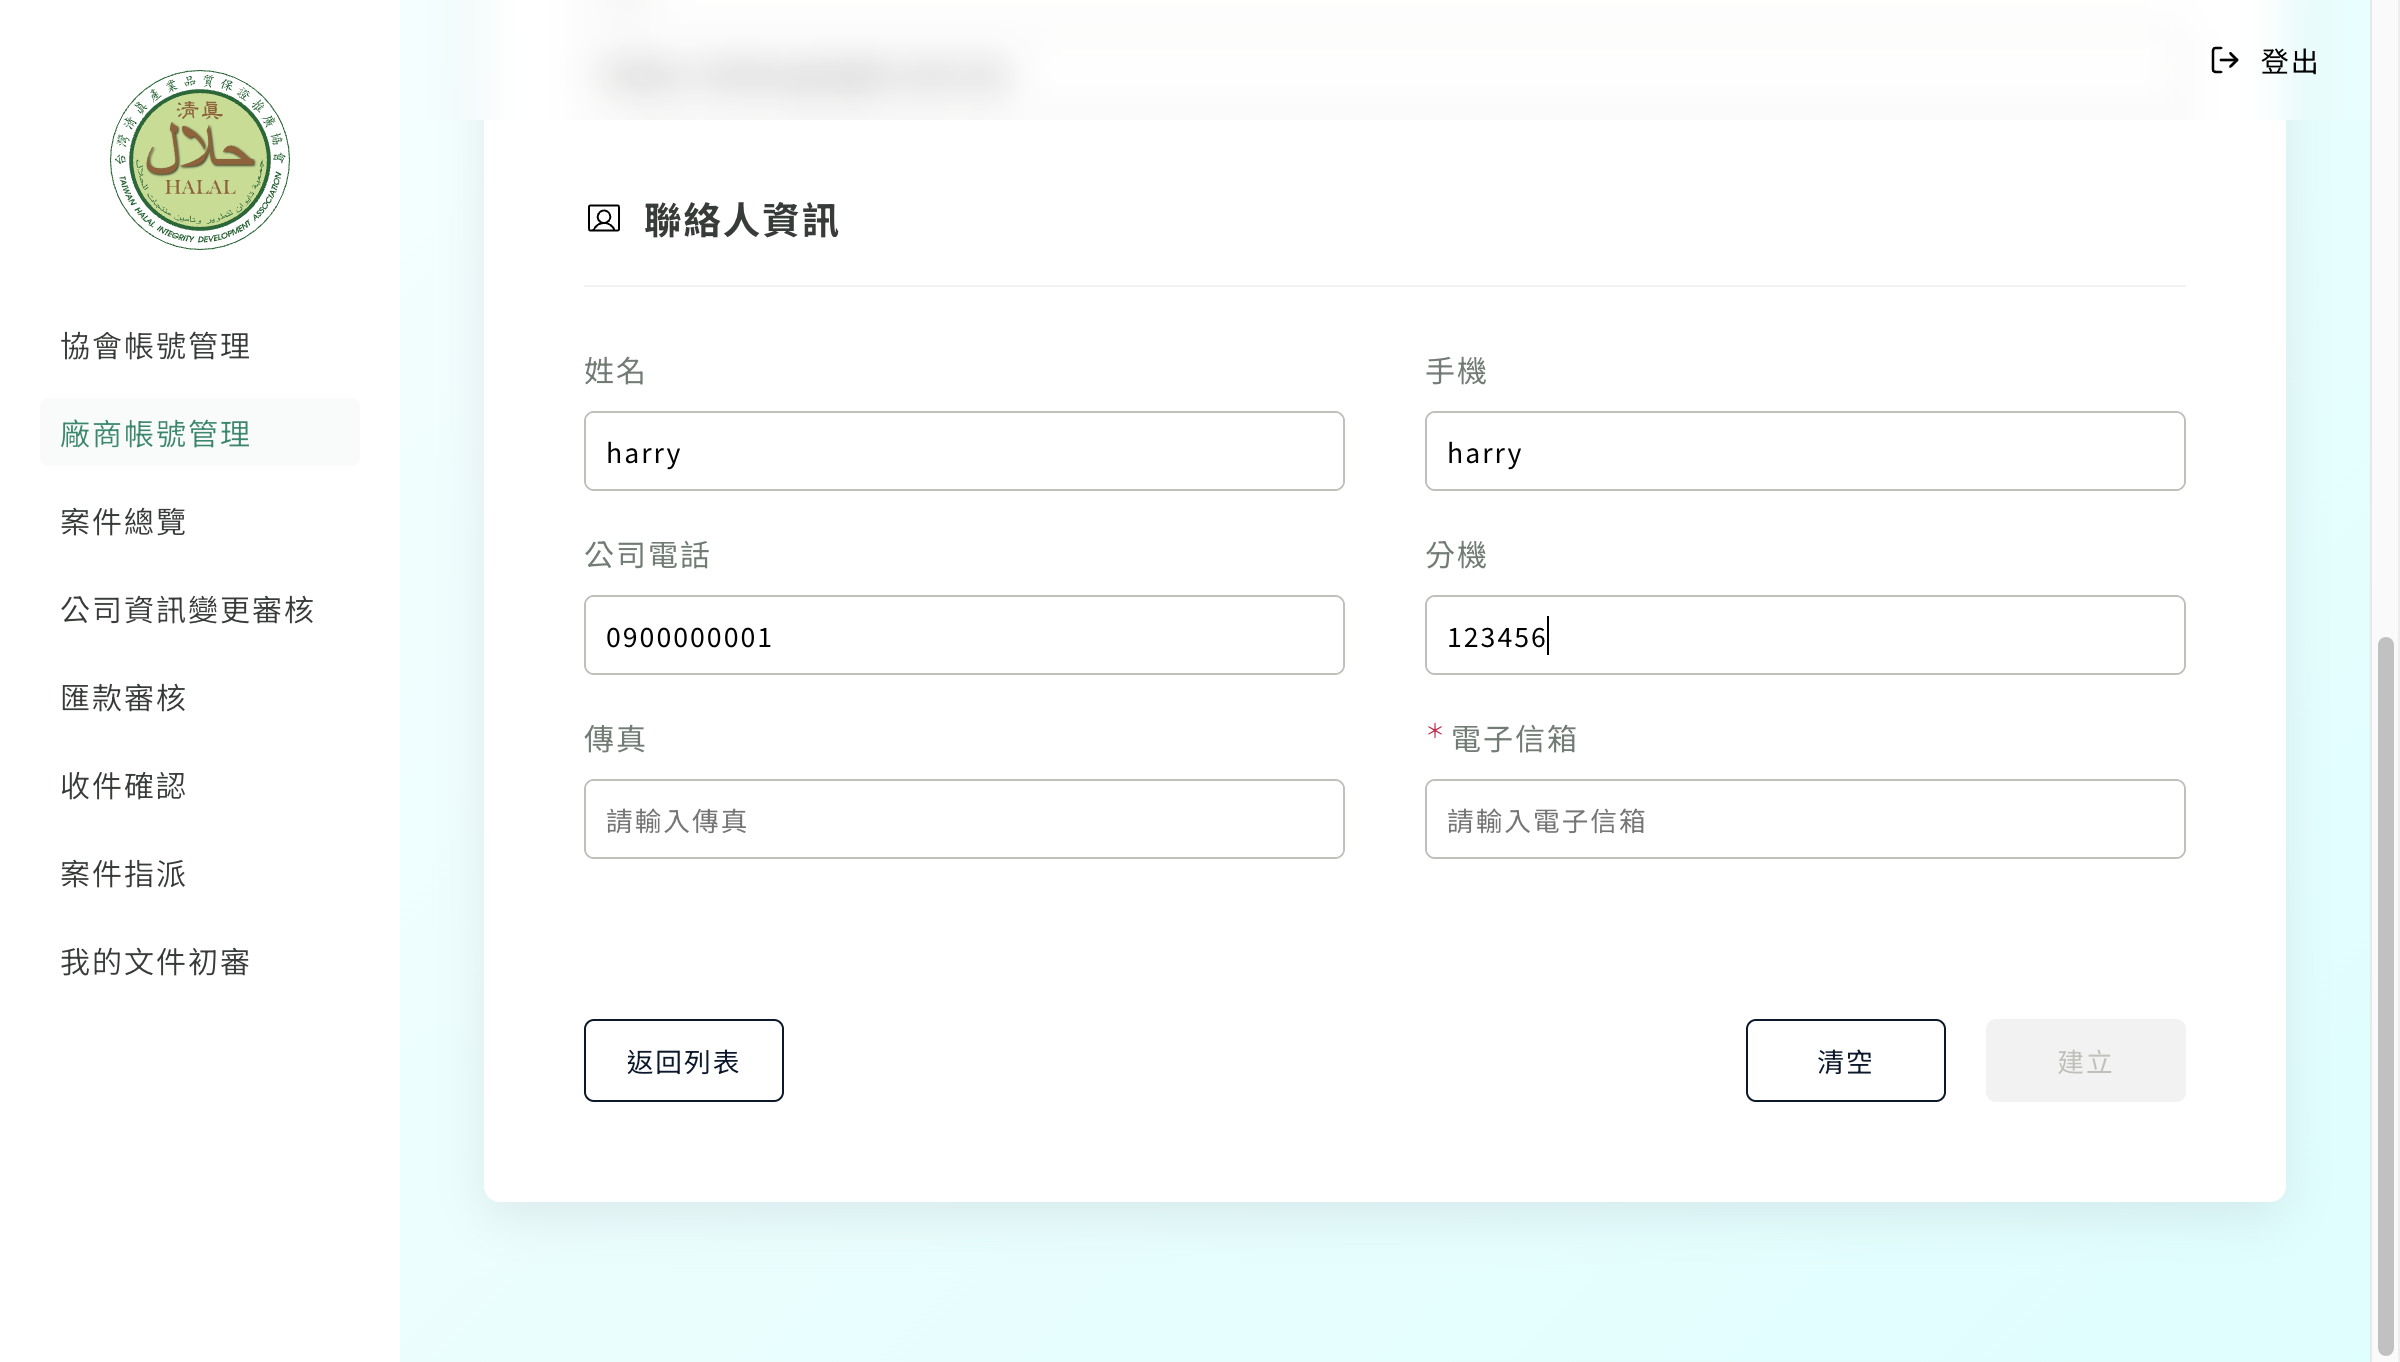 台灣清真產業品質保證推廣協會
清真
حلال
HALAL
TAIWAN HALAL INTEGRITY DEVELOPMENT ASSOCIATION
登出
協會帳號管理
廠商帳號管理
案件總覽
公司資訊變更審核
匯款審核
收件確認
案件指派
我的文件初審
聯絡人資訊
姓名
手機
harry
harry
公司電話
分機
0900000001
123456
傳真
* 電子信箱
請輸入傳真
請輸入電子信箱
返回列表
清空
建立